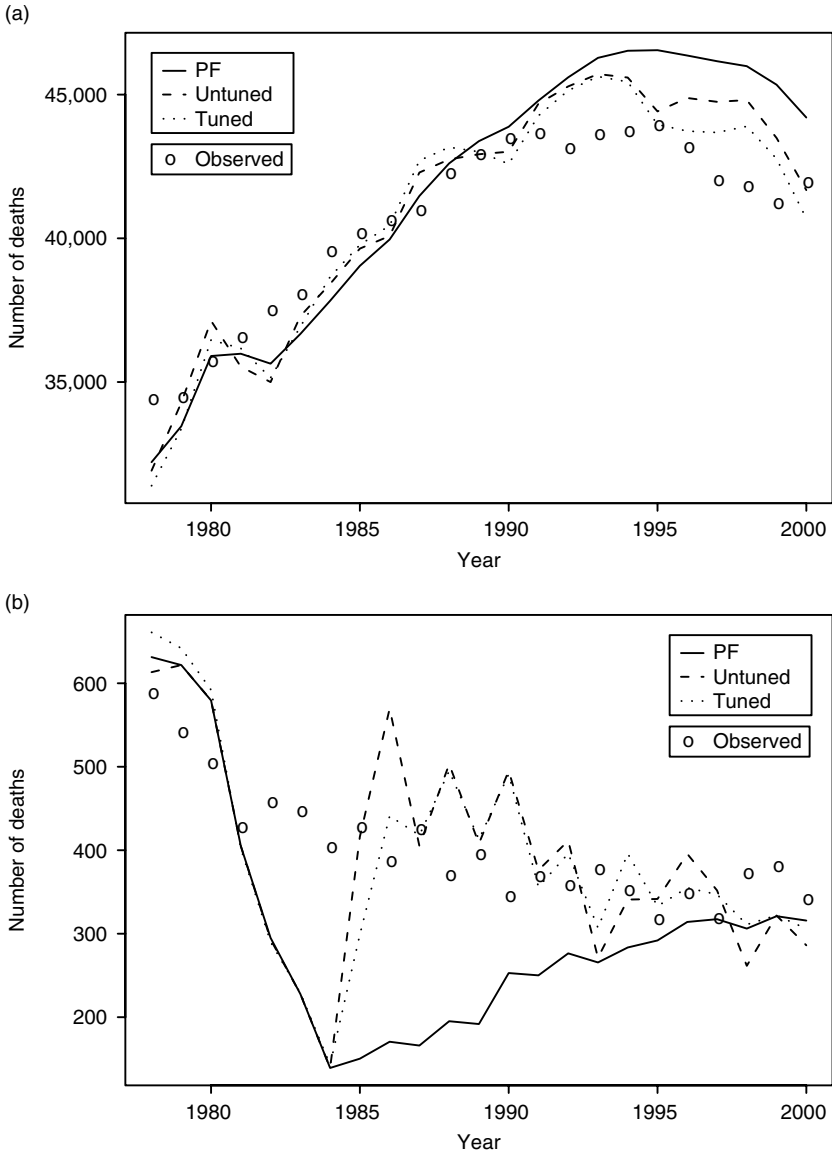 (a)
PF
Untuned
Tuned
o Observed
45,000
40,000
35,000
Number of deaths
1980 1985 1990 1995 2000
Year
(b)
PF
Untuned
Tuned
o Observed
600
500
400
300
200
Number of deaths
1980 1985 1990 1995 2000
Year